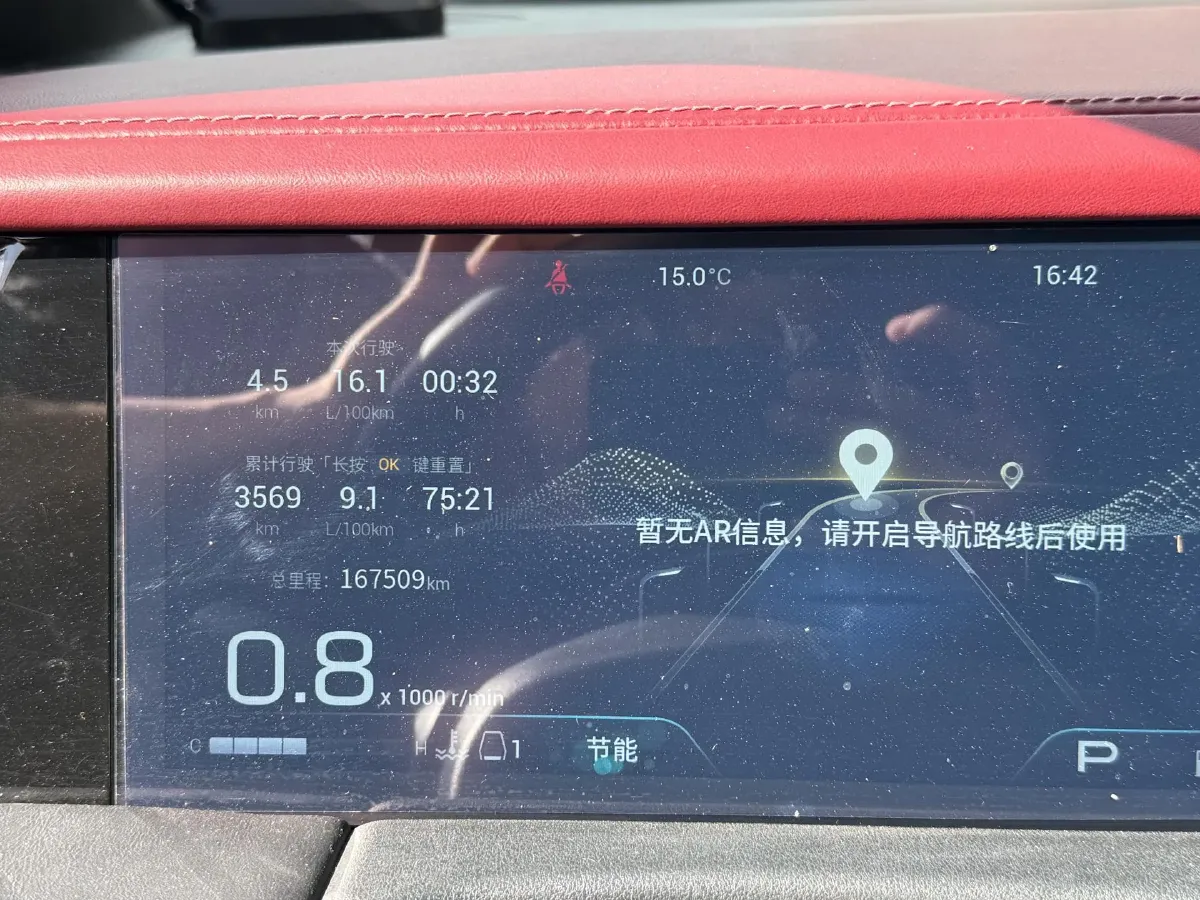 15.0°C
16:42
本次行驶
4.5 16.1 00:32
km L/100km h
累计行驶「长按 OK 键重置」
3569 9.1 75:21
km L/100km h
暂无AR信息，请开启导航路线后使用
总里程：167509km
0.8 x 1000 r/min
C H 1 节能 P